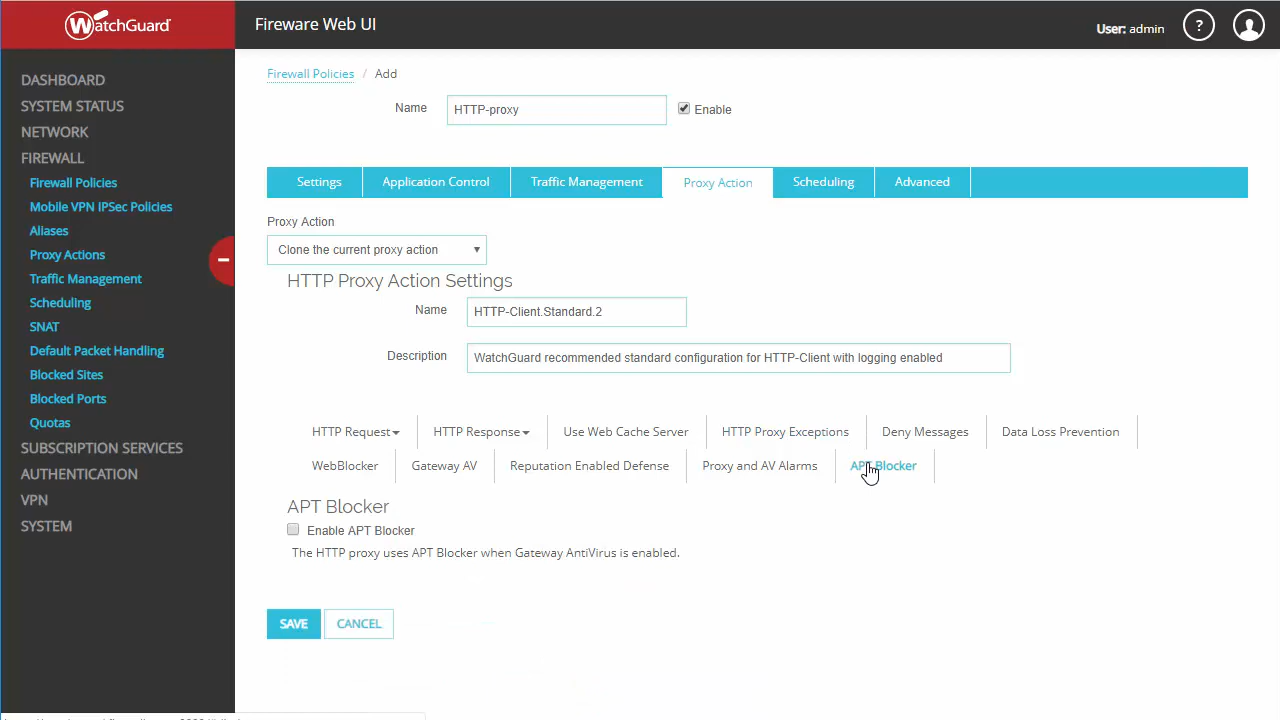 WatchGuard
Fireware Web UI
User: admin
?
DASHBOARD
SYSTEM STATUS
NETWORK
FIREWALL
Firewall Policies
Mobile VPN IPSec Policies
Aliases
Proxy Actions
Traffic Management
Scheduling
SNAT
Default Packet Handling
Blocked Sites
Blocked Ports
Quotas
SUBSCRIPTION SERVICES
AUTHENTICATION
VPN
SYSTEM
Firewall Policies / Add
Name HTTP-proxy Enable
Settings Application Control Traffic Management Proxy Action Scheduling Advanced
Proxy Action
Clone the current proxy action
HTTP Proxy Action Settings
Name HTTP-Client.Standard.2
Description WatchGuard recommended standard configuration for HTTP-Client with logging enabled
HTTP Request HTTP Response Use Web Cache Server HTTP Proxy Exceptions Deny Messages Data Loss Prevention
WebBlocker Gateway AV Reputation Enabled Defense Proxy and AV Alarms APT Blocker
APT Blocker
Enable APT Blocker
The HTTP proxy uses APT Blocker when Gateway AntiVirus is enabled.
SAVE CANCEL